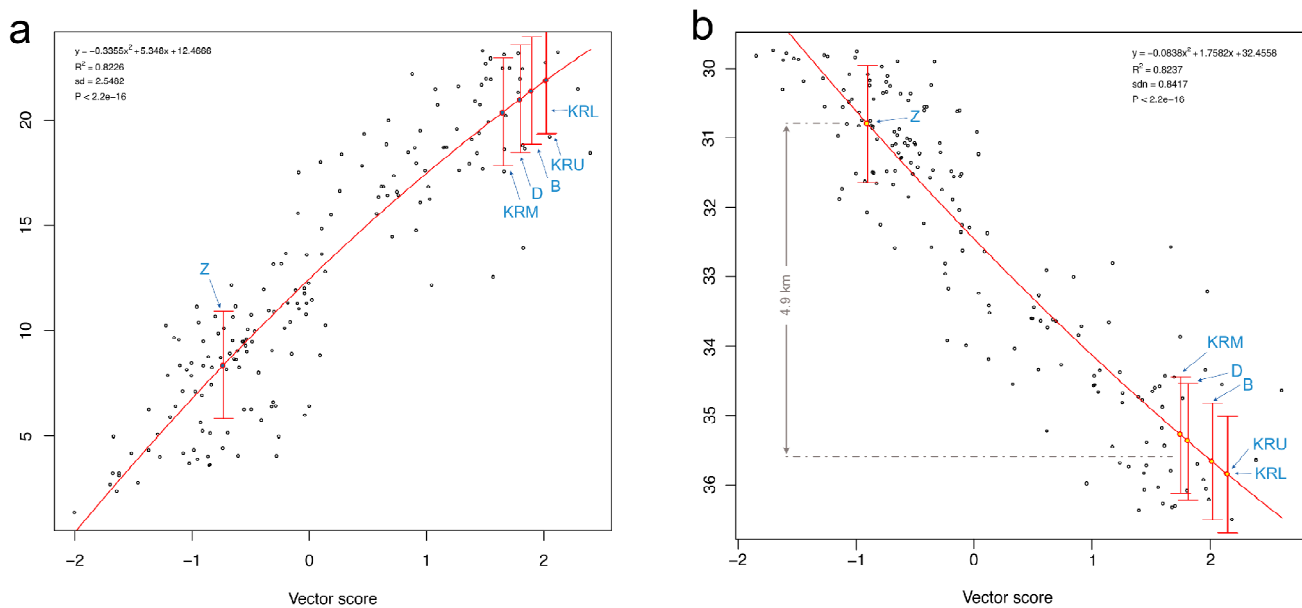 a
y = −0.3355x² + 5.346x + 12.4666
R² = 0.8226
sd = 2.5482
P < 2.2e−16
Z
KRL
KRU
B
D
KRM
20
15
10
5
−2 −1 0 1 2
Vector score
b
y = −0.0838x² + 1.7582x + 32.4558
R² = 0.8237
sdn = 0.8417
P < 2.2e−16
Z
4.9 km
KRM
D
B
KRU
KRL
30
31
32
33
34
35
36
−2 −1 0 1 2
Vector score